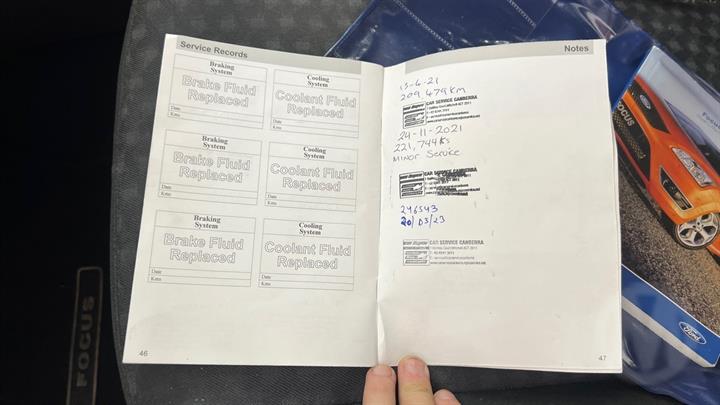 Service Records
Braking
System
Brake Fluid
Replaced
Date
Kms
Cooling
System
Coolant Fluid
Replaced
Date
Kms
Braking
System
Brake Fluid
Replaced
Date
Kms
Cooling
System
Coolant Fluid
Replaced
Date
Kms
Braking
System
Brake Fluid
Replaced
Date
Kms
Cooling
System
Coolant Fluid
Replaced
Date
Kms
46
Notes
209,479KM
CAR SERVICE CANBERRA
24-11-2021
221,744Ks
Minor Service
CAR SERVICE CANBERRA
246543
20/03/23
CAR SERVICE CANBERRA
47
FOCUS
FOCUS
Ford